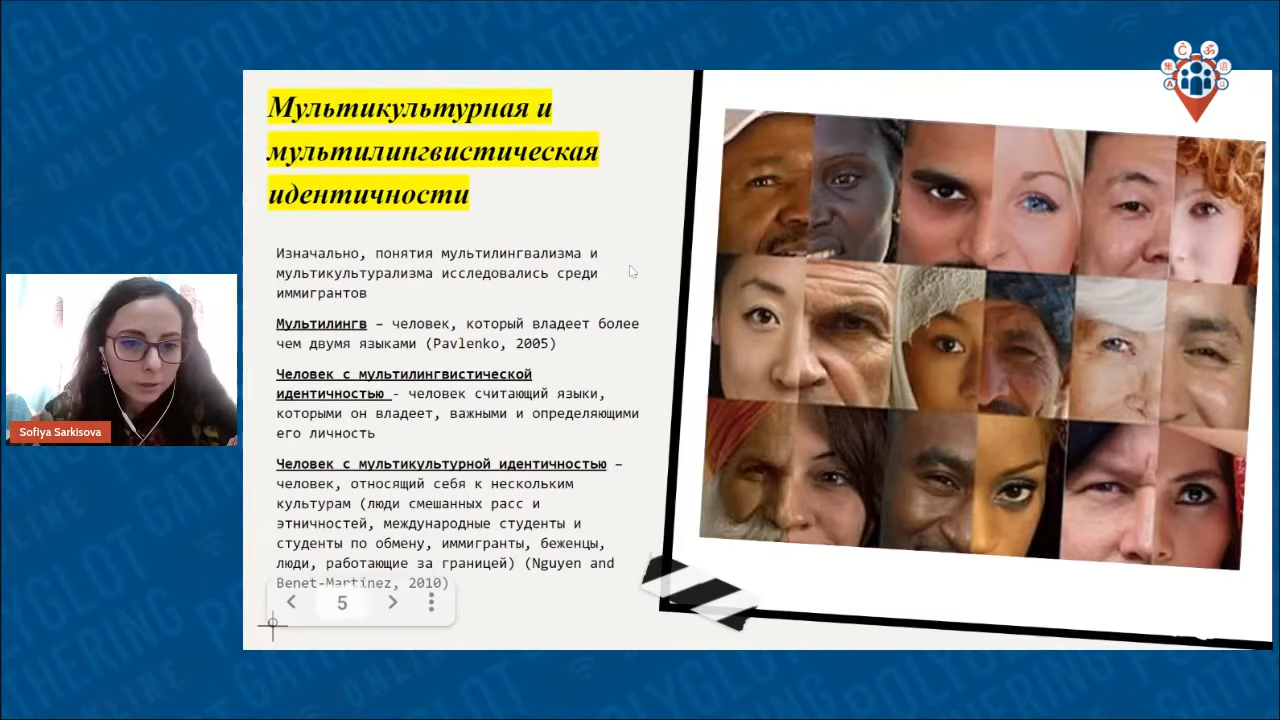 Мультикультурная и
мультилингвистическая
идентичности
Изначально, понятия мультилингвализма и
мультикультурализма исследовались среди
иммигрантов
Мультилингв – человек, который владеет более
чем двумя языками (Pavlenko, 2005)
Человек с мультилингвистической
идентичностью - человек считающий языки,
которыми он владеет, важными и определяющими
его личность
Человек с мультикультурной идентичностью –
человек, относящий себя к нескольким
культурам (люди смешанных расс и
этничностей, международные студенты и
студенты по обмену, иммигранты, беженцы,
люди, работающие за границей) (Nguyen and
Benet-Martínez, 2010)
5
Sofiya Sarkisova
POLYGLOT
GATHERING
ONLINE